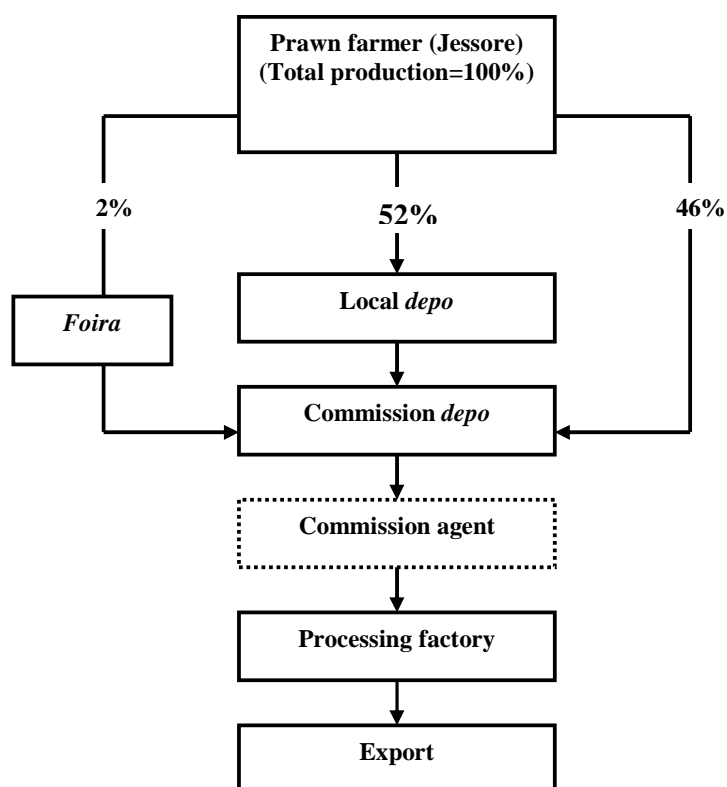 Prawn farmer (Jessore)
(Total production=100%)
2%
52%
46%
Local depo
Foira
Commission depo
Commission agent
Processing factory
Export